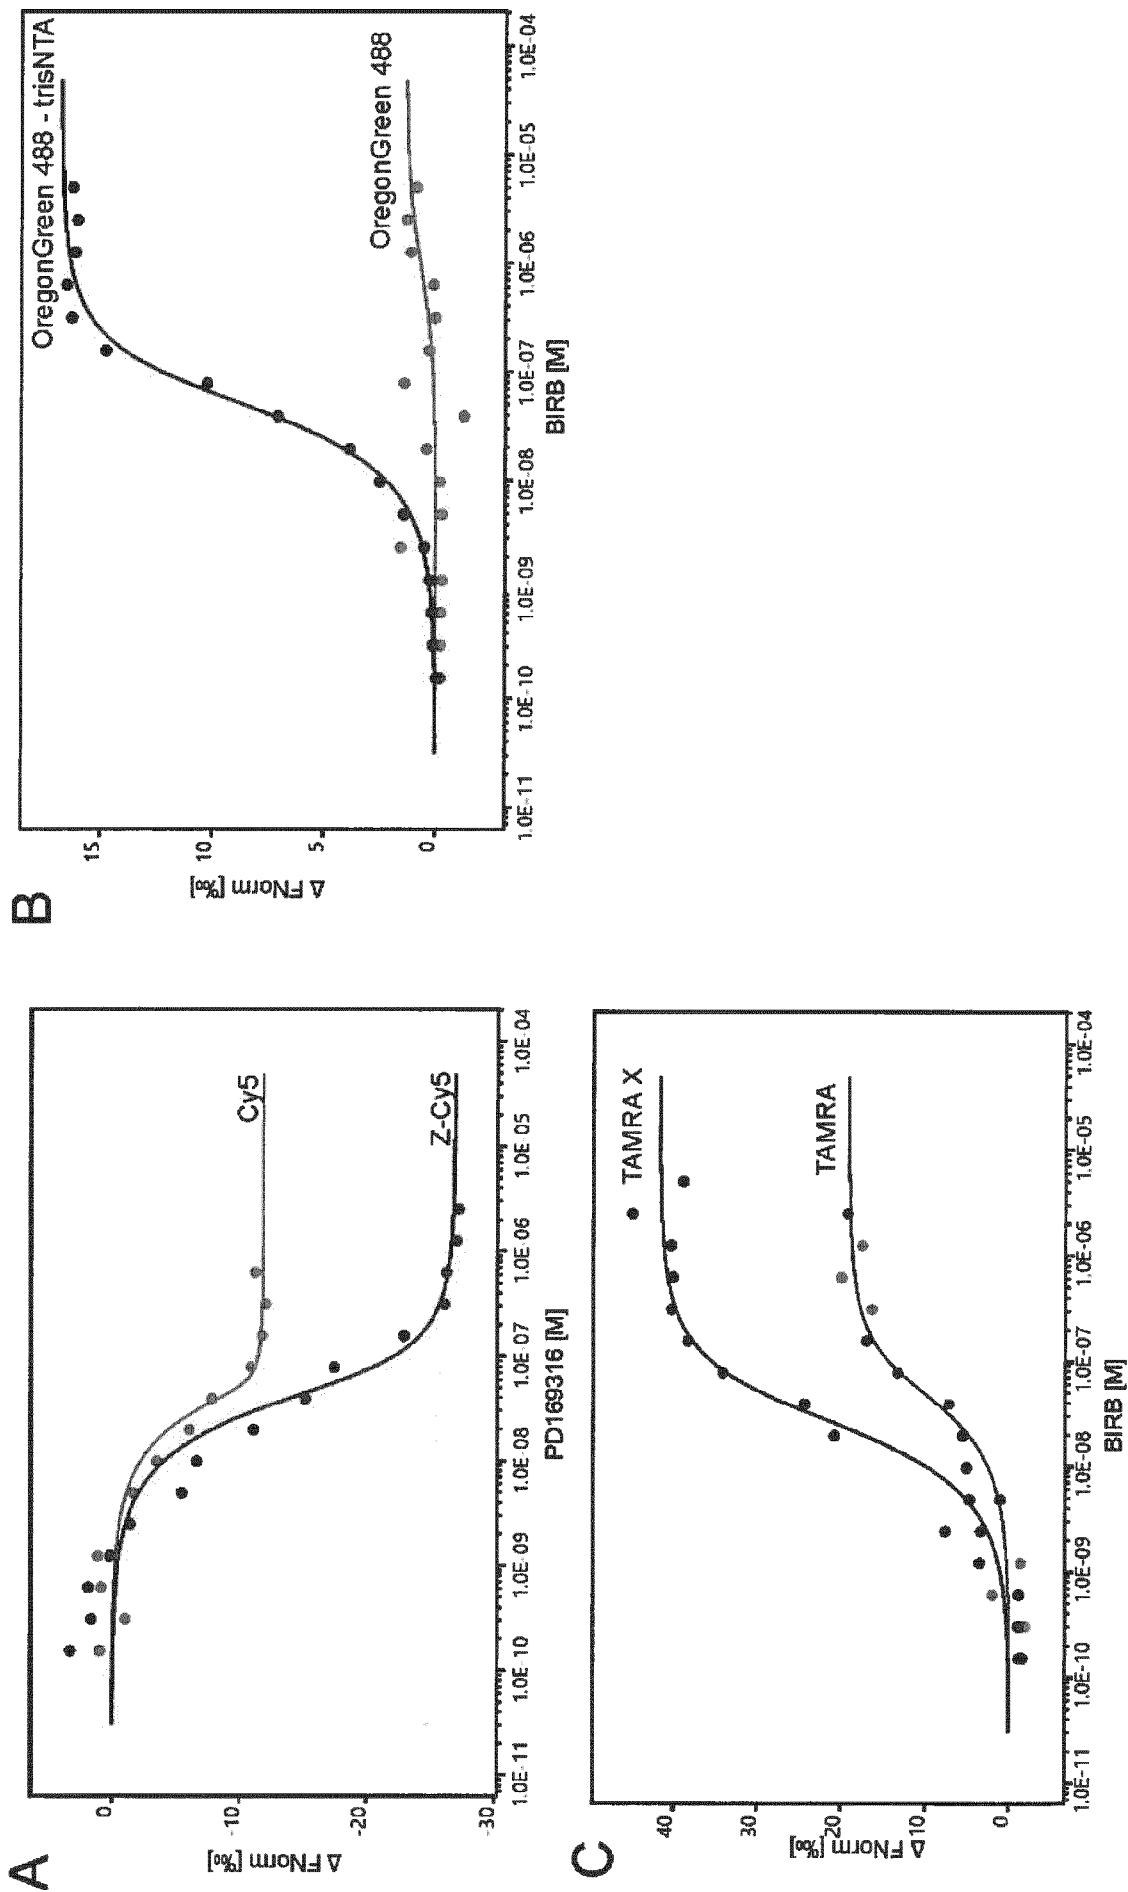 A
Δ FNorm [‰]
0
-10
-20
-30
Cy5
Z-Cy5
1.0E-11
1.0E-10
1.0E-09
1.0E-08
1.0E-07
1.0E-06
1.0E-05
1.0E-04
PD169316 [M]
B
Δ FNorm [‰]
15
10
5
0
OregonGreen 488 - trisNTA
OregonGreen 488
1.0E-11
1.0E-10
1.0E-09
1.0E-08
1.0E-07
1.0E-06
1.0E-05
1.0E-04
BIRB [M]
C
Δ FNorm [‰]
40
30
20
10
0
TAMRA X
TAMRA
1.0E-11
1.0E-10
1.0E-09
1.0E-08
1.0E-07
1.0E-06
1.0E-05
1.0E-04
BIRB [M]